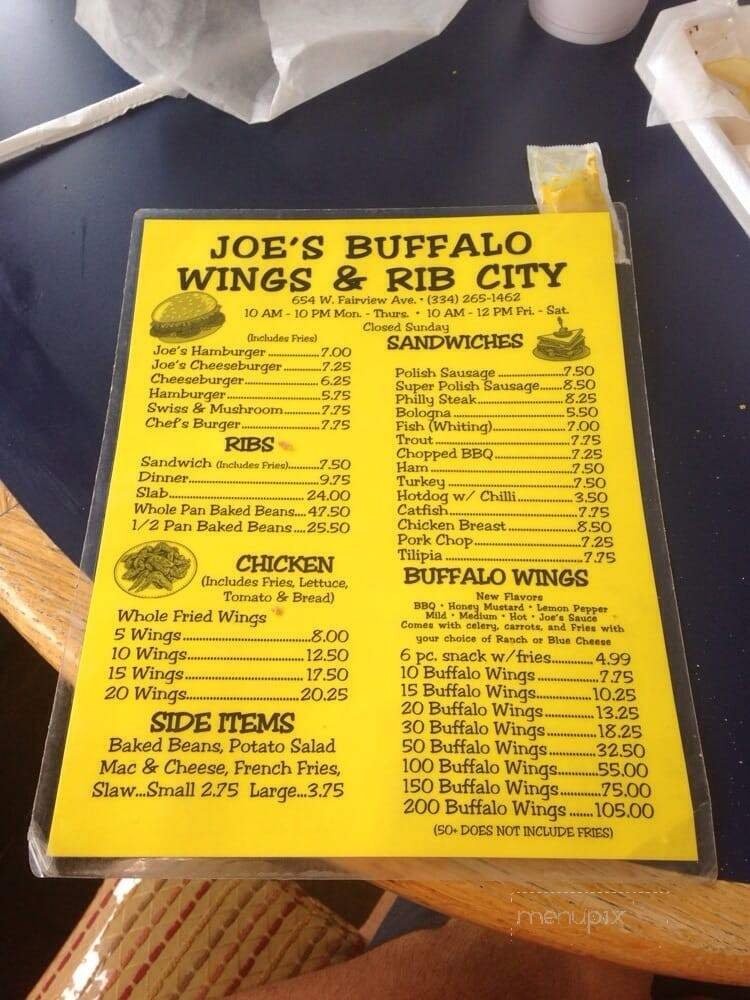 JOE'S BUFFALO
WINGS & RIB CITY
654 W. Fairview Ave. • (334) 265-1462
10 AM - 10 PM Mon. - Thurs. • 10 AM - 12 PM Fri. - Sat.
Closed Sunday
(Includes Fries)
Joe's Hamburger ..................7.00
Joe's Cheeseburger ................7.25
Cheeseburger.......................6.25
Hamburger...........................5.75
Swiss & Mushroom.........7.75
Chef's Burger....................7.75
RIBS
Sandwich (Includes Fries)..........7.50
Dinner....................................9.75
Slab.......................................24.00
Whole Pan Baked Beans....47.50
1/2 Pan Baked Beans....25.50
CHICKEN
(Includes Fries, Lettuce,
Tomato & Bread)
Whole Fried Wings
5 Wings...............................8.00
10 Wings............................12.50
15 Wings............................17.50
20 Wings...........................20.25
SIDE ITEMS
Baked Beans, Potato Salad
Mac & Cheese, French Fries,
Slaw...Small 2.75 Large...3.75
SANDWICHES
Polish Sausage .................7.50
Super Polish Sausage......8.50
Philly Steak.......................8.25
Bologna ............................5.50
Fish (Whiting)..................7.00
Trout.................................7.75
Chopped BBQ...................7.25
Ham...................................7.50
Turkey ..............................7.50
Hotdog w/ Chilli..............3.50
Catfish...............................7.75
Chicken Breast .................8.50
Pork Chop.........................7.25
Tilipia ...............................7.75
BUFFALO WINGS
New Flavors
BBQ • Honey Mustard • Lemon Pepper
Mild • Medium • Hot • Joe's Sauce
Comes with celery, carrots, and Fries with
your choice of Ranch or Blue Cheese
6 pc. snack w/fries............4.99
10 Buffalo Wings ..............7.75
15 Buffalo Wings.............10.25
20 Buffalo Wings.............13.25
30 Buffalo Wings.............18.25
50 Buffalo Wings.............32.50
100 Buffalo Wings............55.00
150 Buffalo Wings............75.00
200 Buffalo Wings .......105.00
(50+ DOES NOT INCLUDE FRIES)
menupix